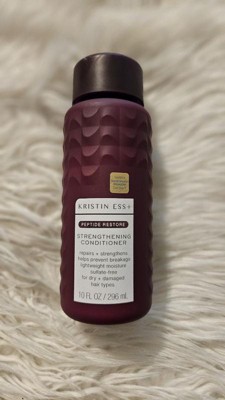 KRISTIN ESS+
PEPTIDE RESTORE
STRENGTHENING
CONDITIONER
repairs + strengthens
helps prevent breakage
lightweight moisture
sulfate-free
for dry + damaged
hair types
10 FL OZ / 296 mL